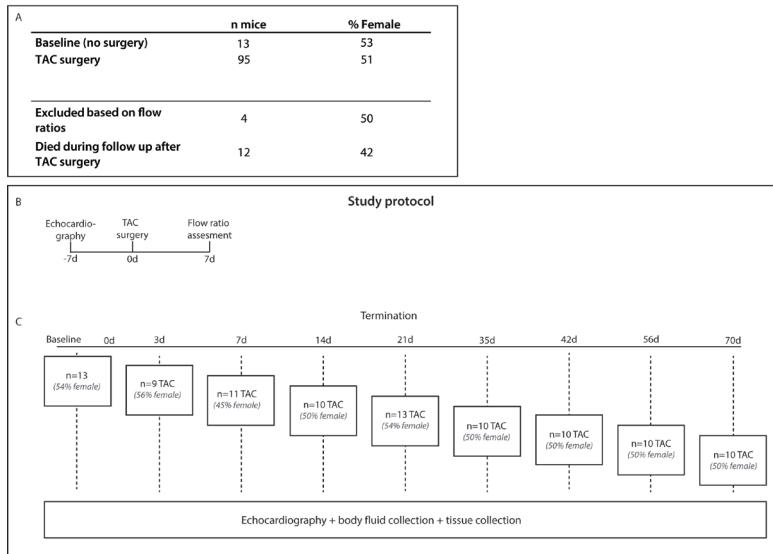 A
n mice % Female
Baseline (no surgery) 13 53
TAC surgery 95 51
Excluded based on flow
ratios 4 50
Died during follow up after
TAC surgery 12 42
B
Study protocol
Echocardio-
graphy
TAC
surgery
Flow ratio
assesment
-7d 0d 7d
C
Termination
Baseline 0d 3d 7d 14d 21d 35d 42d 56d 70d
n=13
(54% female)
n=9 TAC
(56% female)
n=11 TAC
(45% female)
n=10 TAC
(50% female)
n=13 TAC
(54% female)
n=10 TAC
(50% female)
n=10 TAC
(50% female)
n=10 TAC
(50% female)
n=10 TAC
(50% female)
Echocardiography + body fluid collection + tissue collection